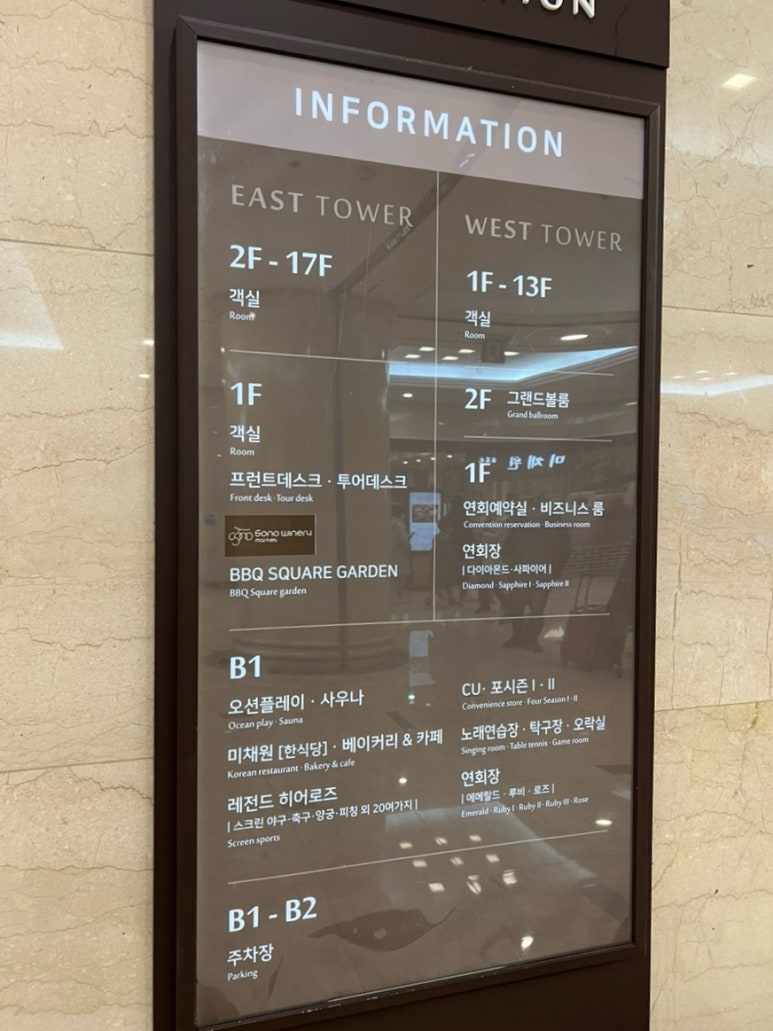 INFORMATION
EAST TOWER
2F - 17F
객실
Room
1F
객실
Room
프런트데스크 · 투어데스크
Front desk · Tour desk
Sono winery
market
BBQ SQUARE GARDEN
BBQ Square garden
WEST TOWER
1F - 13F
객실
Room
2F 그랜드볼룸
Grand ballroom
1F
연회예약실 · 비즈니스 룸
Convention reservation · Business room
연회장
| 다이아몬드·사파이어 |
Diamond · Sapphire I · Sapphire II
B1
오션플레이 · 사우나
Ocean play · Sauna
미채원 [한식당] · 베이커리 & 카페
Korean restaurant · Bakery & cafe
레전드 히어로즈
| 스크린 야구·축구·양궁·피칭 외 20여가지 |
Screen sports
CU · 포시즌 I · II
Convenience store · Four Season I · II
노래연습장 · 탁구장 · 오락실
Singing room · Table tennis · Game room
연회장
| 에메랄드 · 루비 · 로즈 |
Emerald · Ruby I · Ruby II · Ruby III · Rose
B1 - B2
주차장
Parking